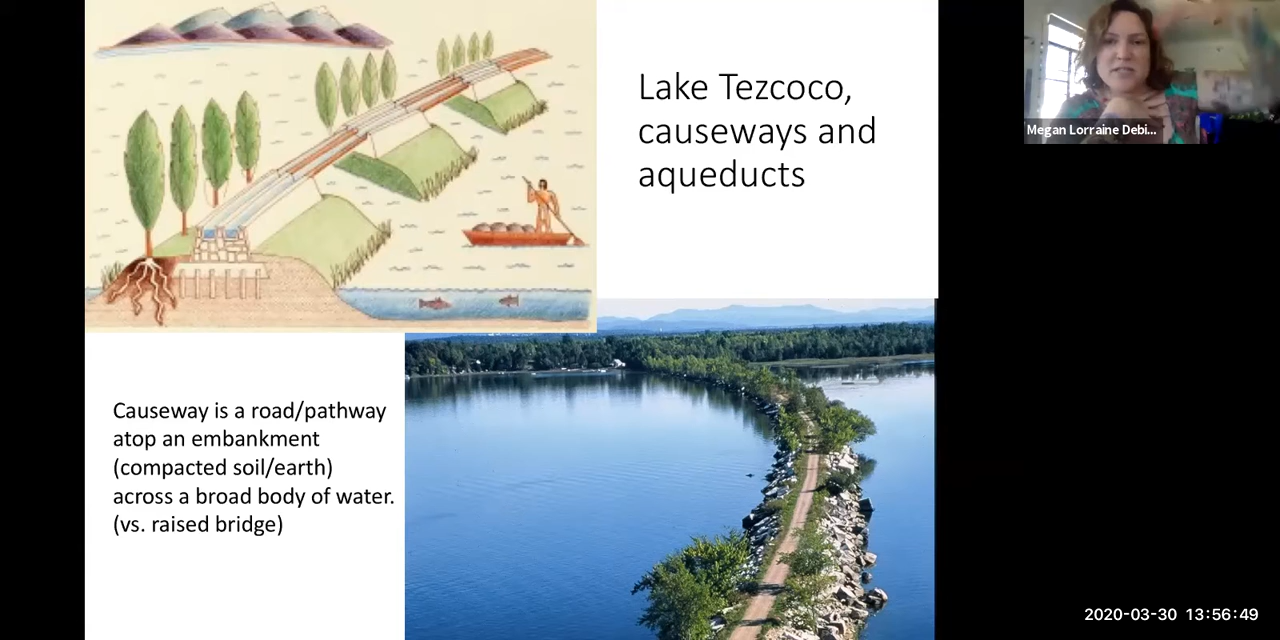 Lake Tezcoco,
causeways and
aqueducts
Megan Lorraine Debi...
Causeway is a road/pathway
atop an embankment
(compacted soil/earth)
across a broad body of water.
(vs. raised bridge)
2020-03-30 13:56:49